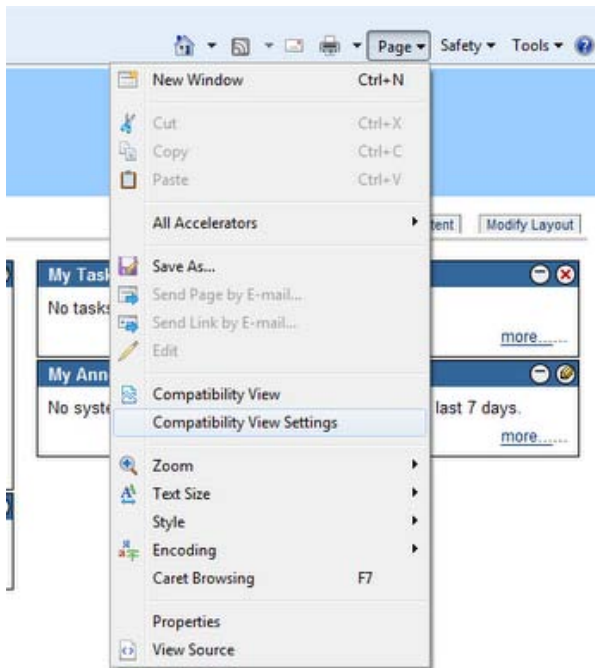 Page Safety Tools
New Window Ctrl+N
Cut Ctrl+X
Copy Ctrl+C
Paste Ctrl+V
All Accelerators
tent Modify Layout
Save As...
My Task
Send Page by E-mail...
No tasks
Send Link by E-mail...
Edit
more......
My Ann
Compatibility View
No syste last 7 days.
Compatibility View Settings
more......
Zoom
Text Size
Style
Encoding
Caret Browsing F7
Properties
View Source